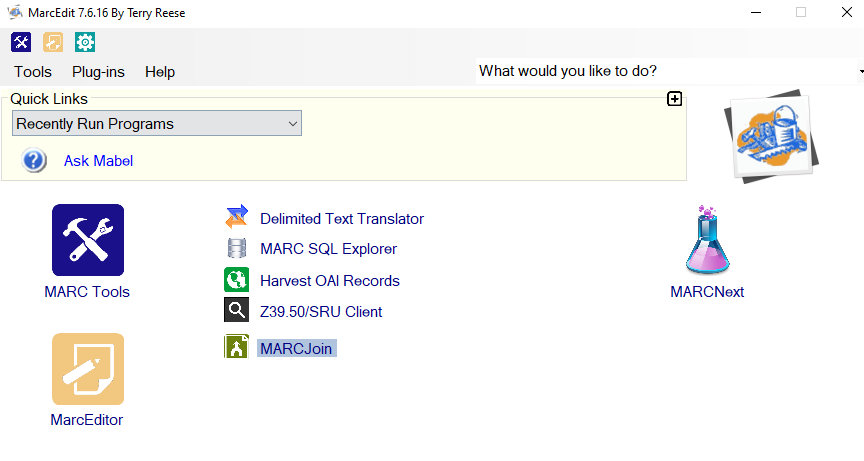 MarcEdit 7.6.16 By Terry Reese
Tools Plug-ins Help
What would you like to do?
Quick Links
Recently Run Programs
Ask Mabel
MARC Tools
Delimited Text Translator
MARC SQL Explorer
Harvest OAI Records
Z39.50/SRU Client
MARCJoin
MARCNext
MarcEditor